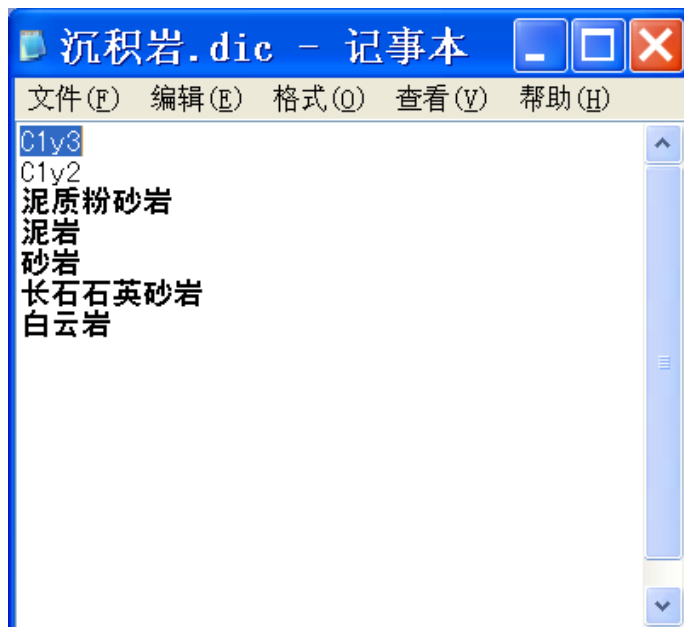 沉积岩.dic - 记事本
文件(F) 编辑(E) 格式(O) 查看(V) 帮助(H)
C1y3
C1y2
泥质粉砂岩
泥岩
砂岩
长石石英砂岩
白云岩